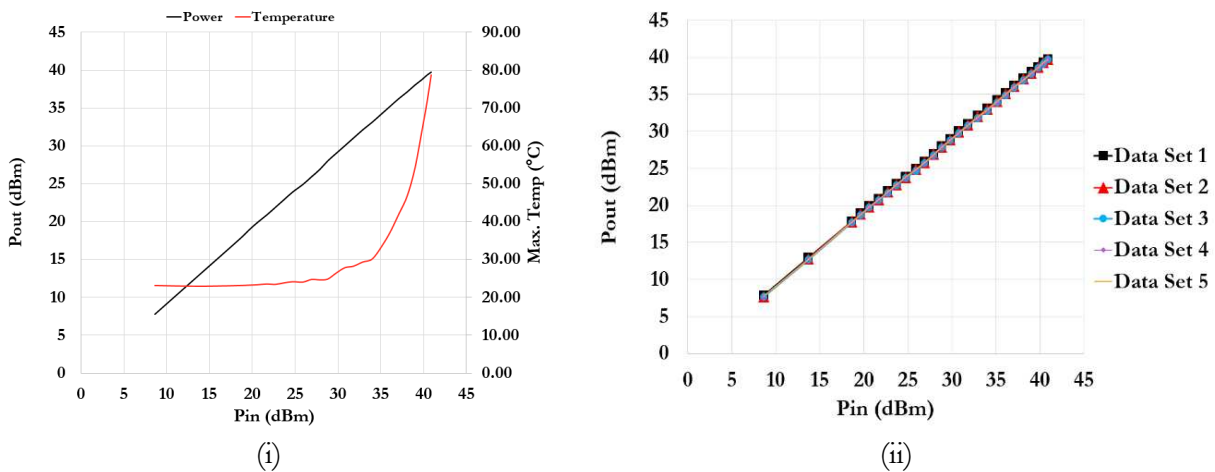 Power Temperature
45
40
35
30
25
20
15
10
5
0
Pout (dBm)
90.00
80.00
70.00
60.00
50.00
40.00
30.00
20.00
10.00
0.00
Max. Temp (°C)
0 5 10 15 20 25 30 35 40 45
Pin (dBm)
(i)
45
40
35
30
25
20
15
10
5
0
Pout (dBm)
0 5 10 15 20 25 30 35 40 45
Pin (dBm)
Data Set 1
Data Set 2
Data Set 3
Data Set 4
Data Set 5
(ii)